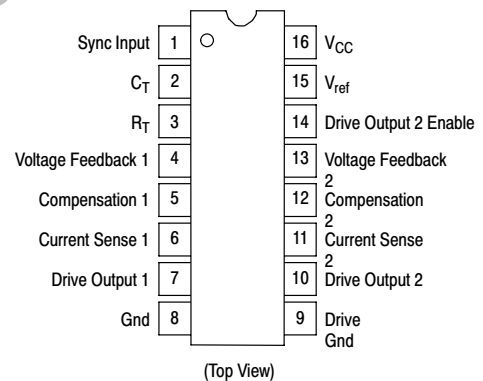 Sync Input 1 16 VCC
CT 2 15 Vref
RT 3 14 Drive Output 2 Enable
Voltage Feedback 1 4 13 Voltage Feedback
2
Compensation 1 5 12 Compensation
2
Current Sense 1 6 11 Current Sense
2
Drive Output 1 7 10 Drive Output 2
Gnd 8 9 Drive
Gnd
(Top View)